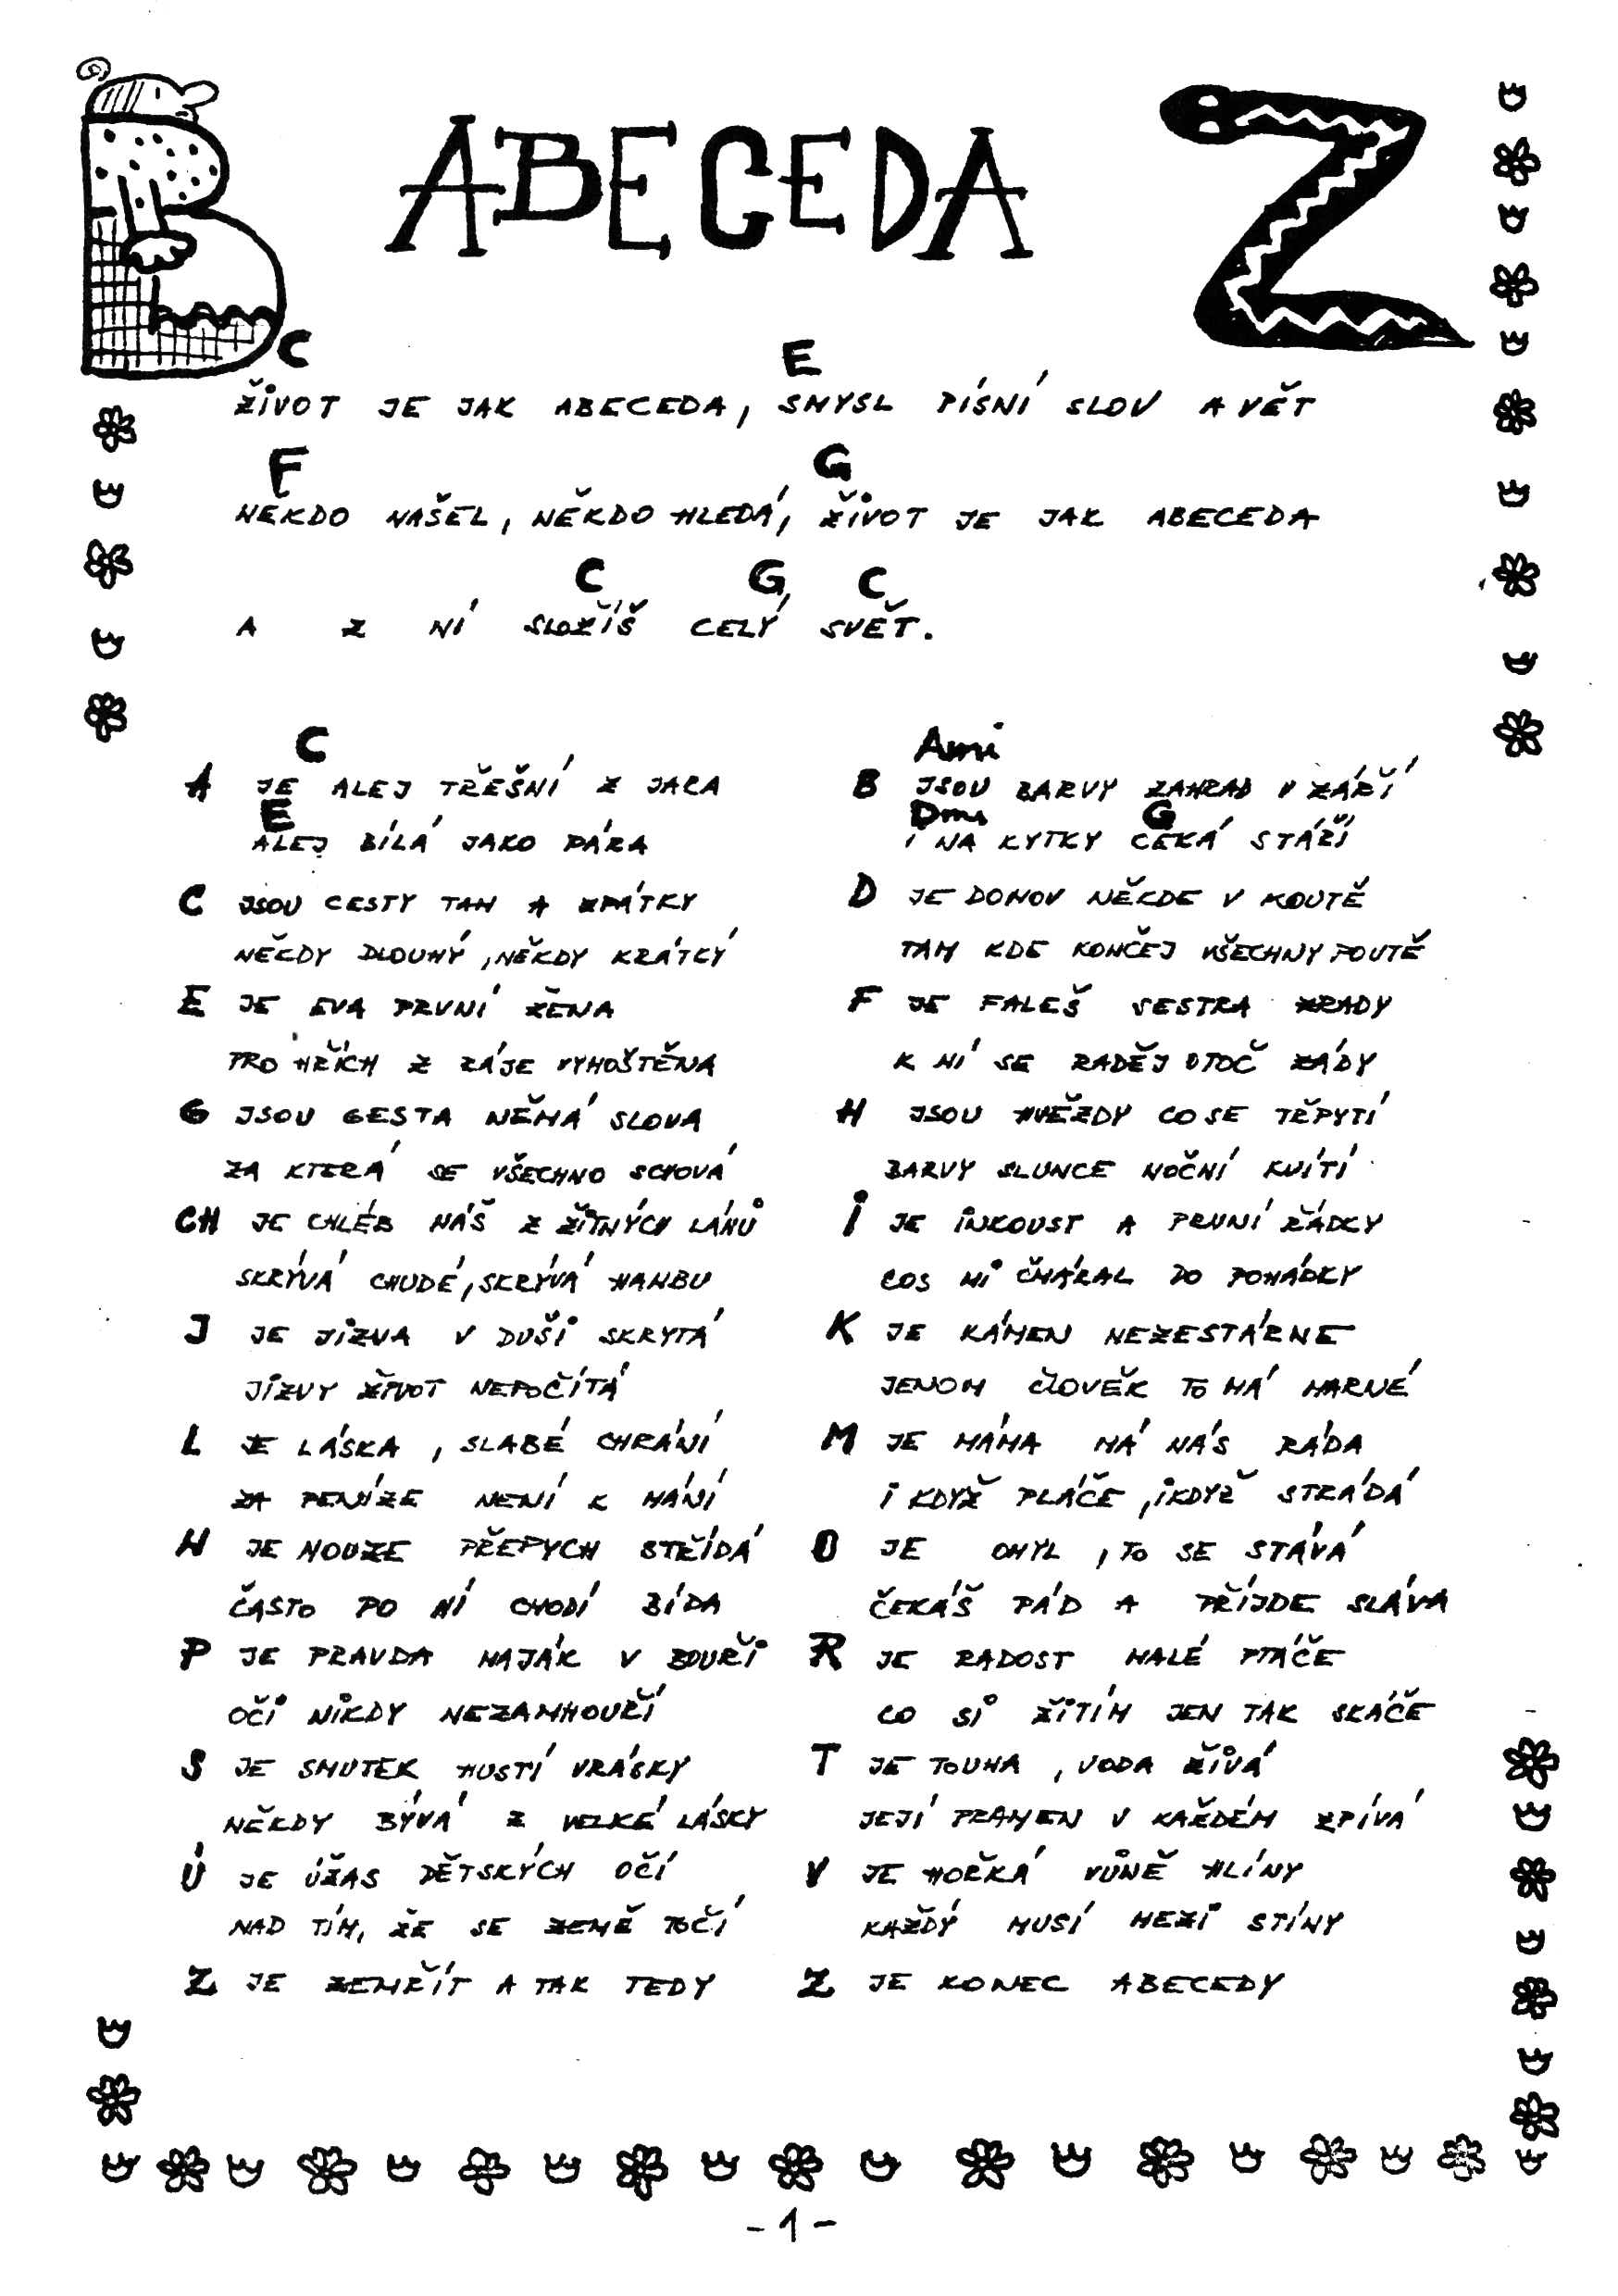 ABECEDA
C E
ŽIVOT JE JAK ABECEDA, SMYSL PÍSNÍ SLOV A VĚT
F G
NĚKDO NAŠEL, NĚKDO HLEDÁ, ŽIVOT JE JAK ABECEDA
C G C
A Z NÍ SLOŽÍŠ CELÝ SVĚT.
C
A JE ALEJ TŘEŠNÍ Z JARA
E
ALEJ BÍLÁ JAKO PÁRA
Ami
B JSOU BARVY ZAHRAD V ZÁŘÍ
Dmi G
I NA KYTKY ČEKÁ STÁŘÍ
C JSOU CESTY TAM A ZPÁTKY
NĚKDY DLOUHÝ, NĚKDY KRÁTKÝ
D JE DOMOV NĚKDE V KOUTĚ
TAM KDE KONČEJ VŠECHNY POUTĚ
E JE EVA PRVNÍ ŽENA
PRO HŘÍCH Z RÁJE VYHOŠTĚNA
F JE FALEŠ SESTRA ZRADY
K NÍ SE RADĚJ OTOČ ZÁDY
G JSOU GESTA NĚMÁ SLOVA
ZA KTERÁ SE VŠECHNO SCHOVÁ
H JSOU HVĚZDY CO SE TŘPYTÍ
BARVY SLUNCE NOČNÍ KVÍTÍ
CH JE CHLÉB NÁŠ Z ŽITNÝCH LÁNŮ
SKRÝVÁ CHUDÉ, SKRÝVÁ HANBU
I JE INKOUST A PRVNÍ ŘÁDKY
COS MI ČMÁRAL DO POHÁDKY
J JE JIZVA V DUŠI SKRYTÁ
JÍZVY ŽIVOT NEPOČÍTÁ
K JE KÁMEN NEZESTÁRNE
JENOM ČLOVĚK TO MÁ MARNÉ
L JE LÁSKA, SLABÉ CHRÁNÍ
ZA PENÍZE NENÍ K MÁNÍ
M JE MÁMA MÁ NÁS RÁDA
I KDYŽ PLÁČE, IKDYŽ STRÁDÁ
N JE NOUZE PŘEPYCH STŘÍDÁ
ČASTO PO NÍ CHODÍ BÍDA
O JE OMYL, TO SE STÁVÁ
ČEKÁŠ PÁD A PŘÍJDE SLÁVA
P JE PRAVDA MAJÁK V BOUŘI
OČI NIKDY NEZAMHOUŘÍ
R JE RADOST MALÉ PTÁČE
CO SI ŽITÍM JEN TAK SKÁČE
S JE SMUTEK HUSTÍ VRÁSKY
NĚKDY BÝVÁ Z VELKÉ LÁSKY
T JE TOUHA, VODA ŽIVÁ
JEJÍ PRAMEN V KAŽDÉM ZPÍVÁ
Ú JE ÚŽAS DĚTSKÝCH OČÍ
NAD TÍM, ŽE SE ZEMĚ TOČÍ
V JE HOŘKÁ VŮNĚ HLÍNY
KAŽDÝ MUSÍ MEZI STÍNY
Z JE ZEMŘÍT A TAK TEDY
Z JE KONEC ABECEDY
-1-